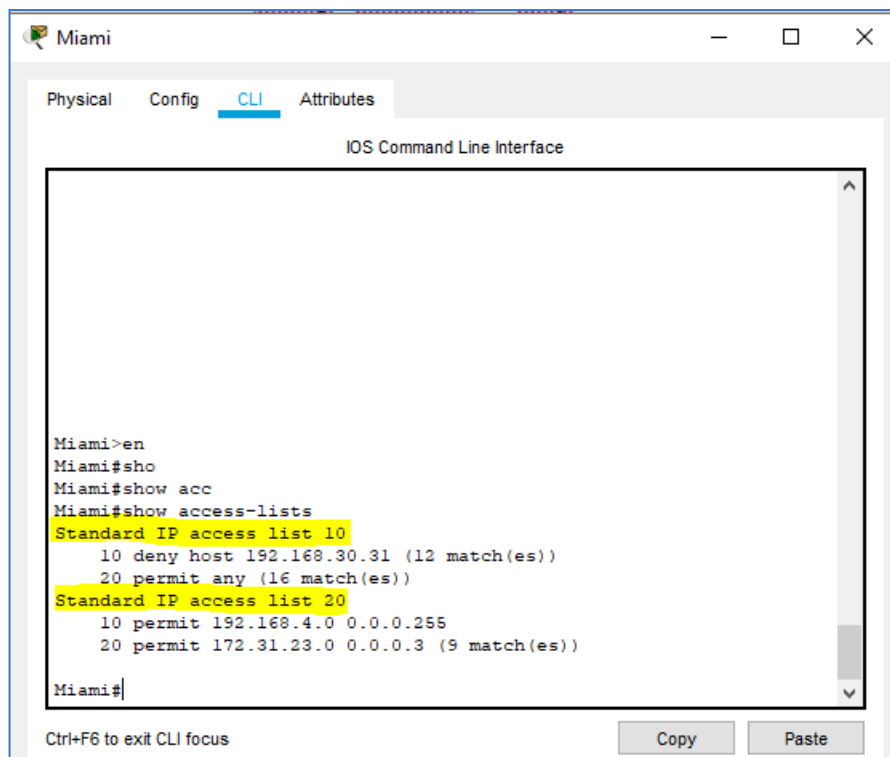 Miami
Physical Config CLI Attributes
IOS Command Line Interface
Miami>en
Miami#sho
Miami#show acc
Miami#show access-lists
Standard IP access list 10
    10 deny host 192.168.30.31 (12 match(es))
    20 permit any (16 match(es))
Standard IP access list 20
    10 permit 192.168.4.0 0.0.0.255
    20 permit 172.31.23.0 0.0.0.3 (9 match(es))
Miami#
Ctrl+F6 to exit CLI focus Copy Paste